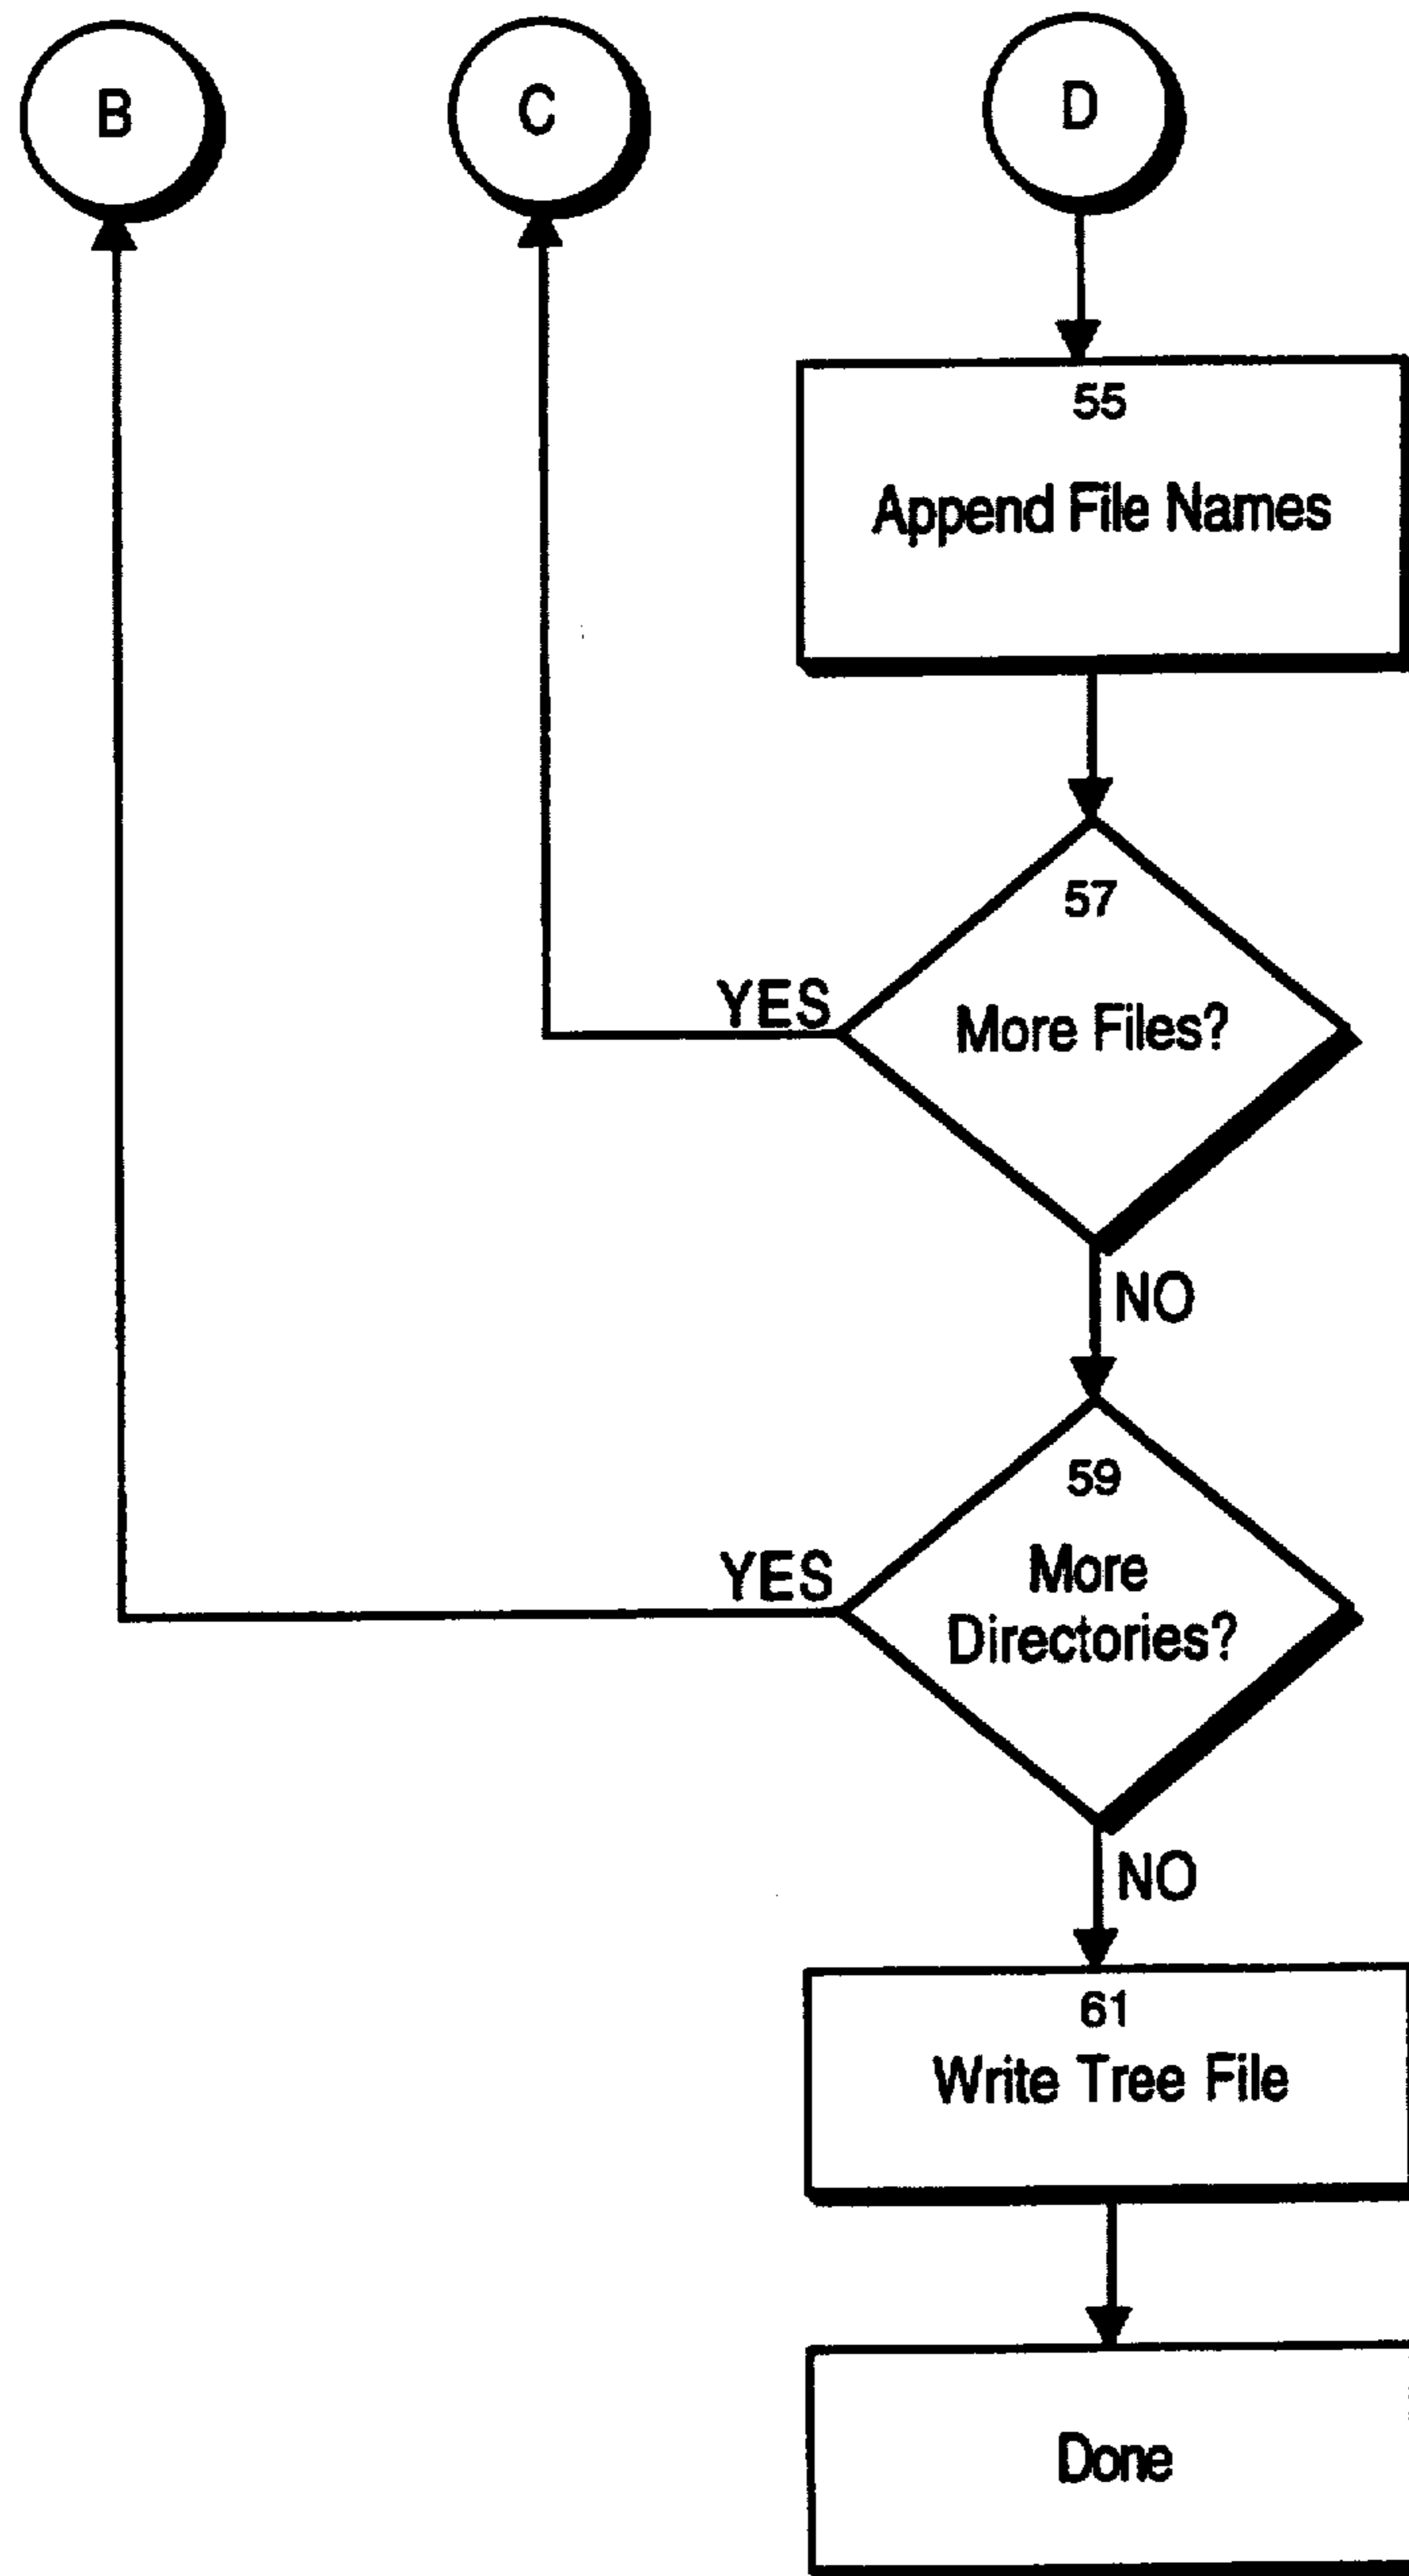 B
C
D
55
Append File Names
57
More Files?
YES
NO
59
More
Directories?
YES
NO
61
Write Tree File
Done